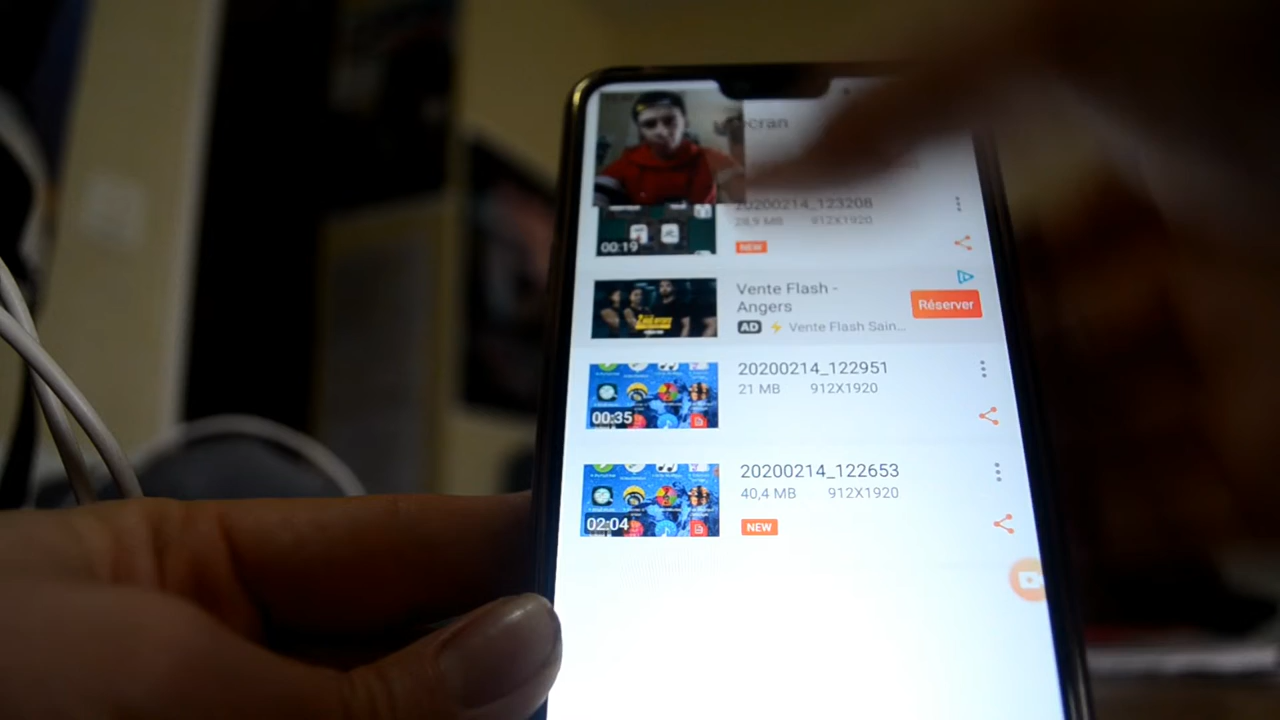 écran
20200214_123208
28,9 MB 912X1920
00:19
NEW
Vente Flash -
Angers
Réserver
AD ⚡ Vente Flash Sain...
20200214_122951
21 MB 912X1920
00:35
20200214_122653
40,4 MB 912X1920
02:04
NEW